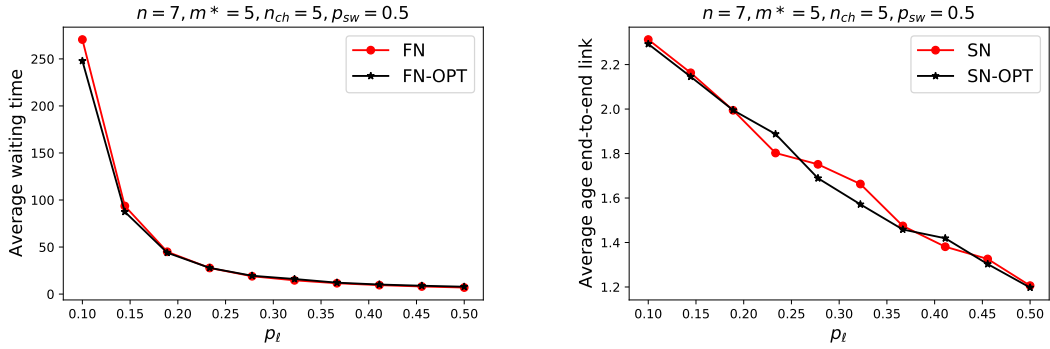 n = 7, m* = 5, n_ch = 5, p_sw = 0.5
Average waiting time
250
200
150
100
50
0
FN
FN-OPT
0.10 0.15 0.20 0.25 0.30 0.35 0.40 0.45 0.50
p_ℓ
n = 7, m* = 5, n_ch = 5, p_sw = 0.5
Average age end-to-end link
2.2
2.0
1.8
1.6
1.4
1.2
SN
SN-OPT
0.10 0.15 0.20 0.25 0.30 0.35 0.40 0.45 0.50
p_ℓ